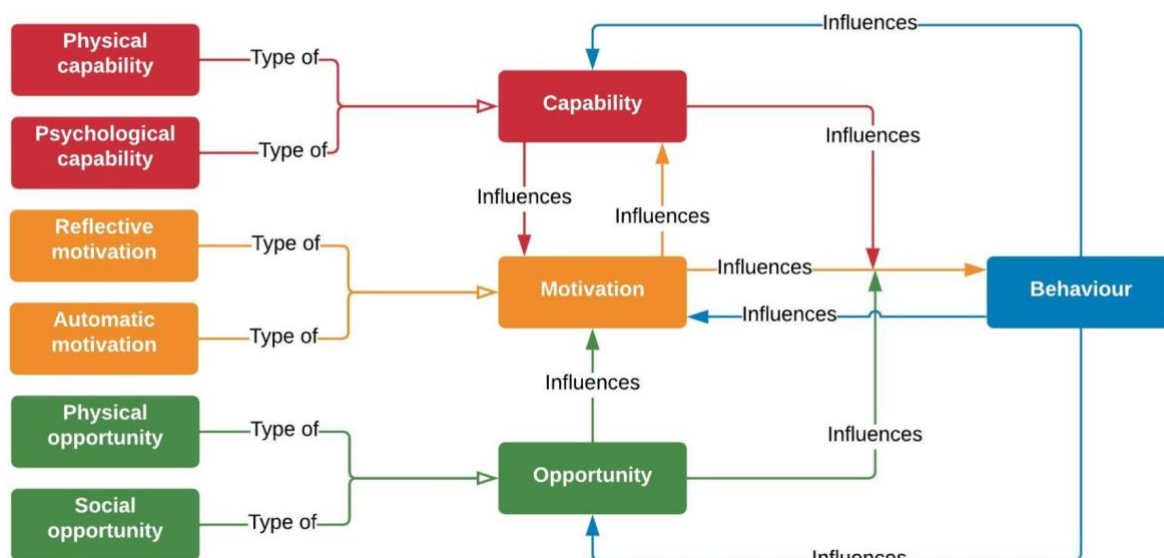 Physical
capability
Type of
Psychological
capability
Type of
Reflective
motivation
Type of
Automatic
motivation
Type of
Physical
opportunity
Type of
Social
opportunity
Type of
Influences
Capability
Influences
Influences
Influences
Motivation
Influences
Influences
Behaviour
Influences
Opportunity
Influences
Influences